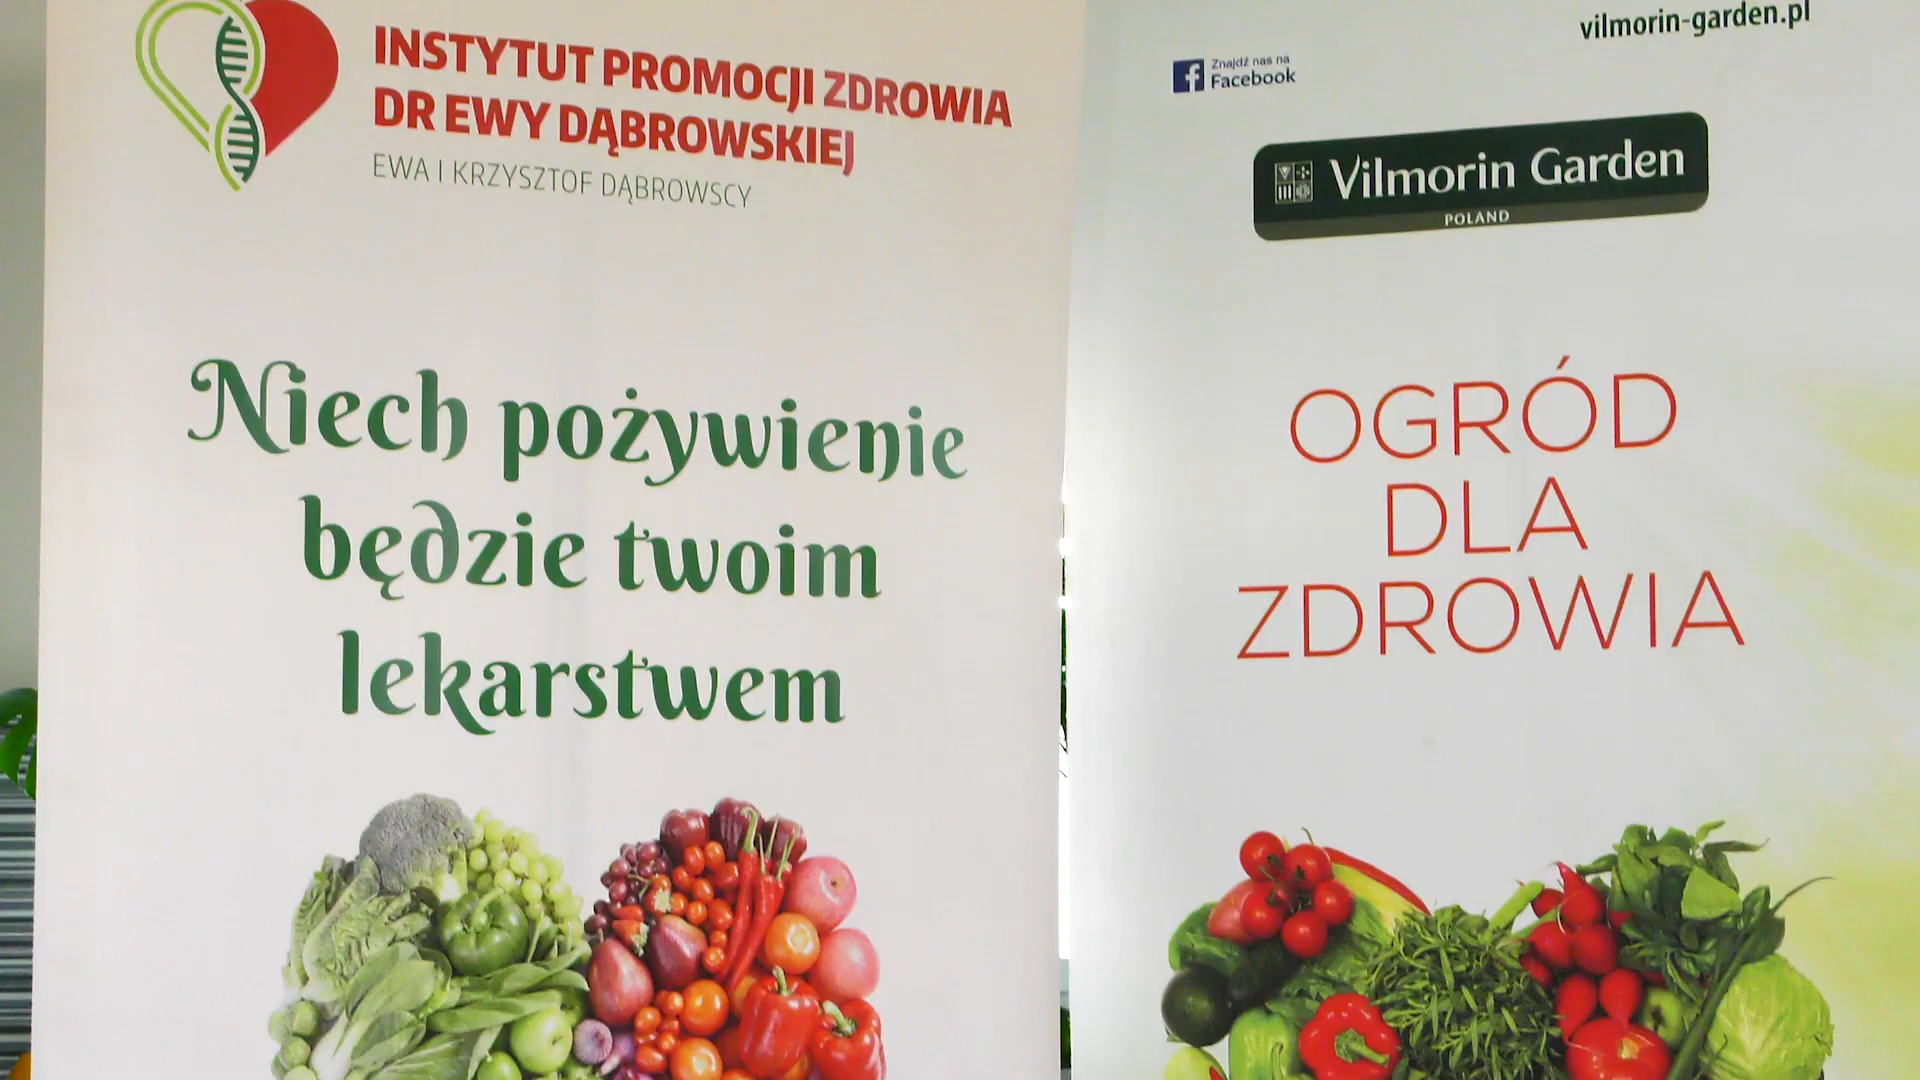 INSTYTUT PROMOCJI ZDROWIA
DR EWY DĄBROWSKIEJ
EWA I KRZYSZTOF DĄBROWSCY
Niech pożywienie
będzie twoim
lekarstwem
vilmorin-garden.pl
Znajdź nas na
Facebook
Vilmorin Garden
POLAND
OGRÓD
DLA
ZDROWIA